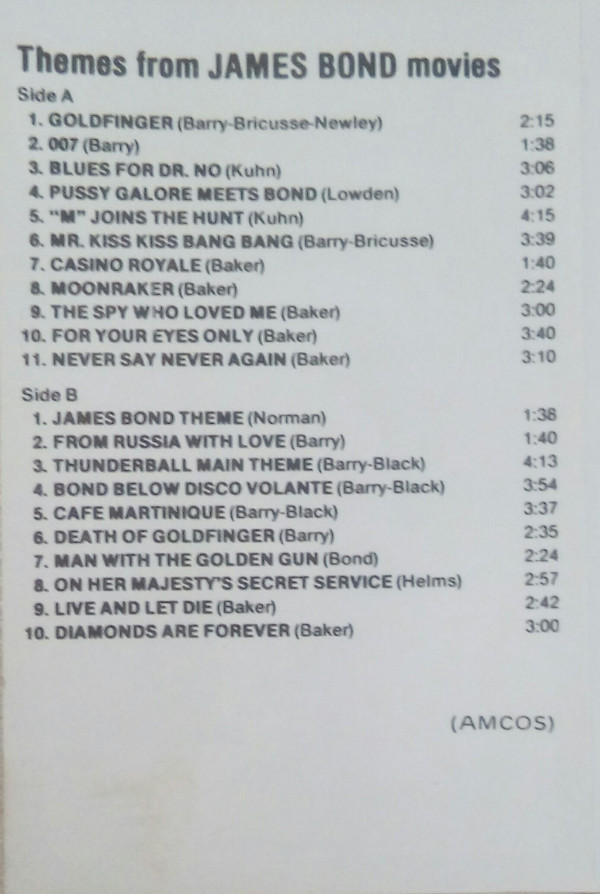 Themes from JAMES BOND movies
Side A
1. GOLDFINGER (Barry-Bricusse-Newley) 2:15
2. 007 (Barry) 1:38
3. BLUES FOR DR. NO (Kuhn) 3:06
4. PUSSY GALORE MEETS BOND (Lowden) 3:02
5. "M" JOINS THE HUNT (Kuhn) 4:15
6. MR. KISS KISS BANG BANG (Barry-Bricusse) 3:39
7. CASINO ROYALE (Baker) 1:40
8. MOONRAKER (Baker) 2:24
9. THE SPY WHO LOVED ME (Baker) 3:00
10. FOR YOUR EYES ONLY (Baker) 3:40
11. NEVER SAY NEVER AGAIN (Baker) 3:10
Side B
1. JAMES BOND THEME (Norman) 1:38
2. FROM RUSSIA WITH LOVE (Barry) 1:40
3. THUNDERBALL MAIN THEME (Barry-Black) 4:13
4. BOND BELOW DISCO VOLANTE (Barry-Black) 3:54
5. CAFE MARTINIQUE (Barry-Black) 3:37
6. DEATH OF GOLDFINGER (Barry) 2:35
7. MAN WITH THE GOLDEN GUN (Bond) 2:24
8. ON HER MAJESTY'S SECRET SERVICE (Helms) 2:57
9. LIVE AND LET DIE (Baker) 2:42
10. DIAMONDS ARE FOREVER (Baker) 3:00
(AMCOS)